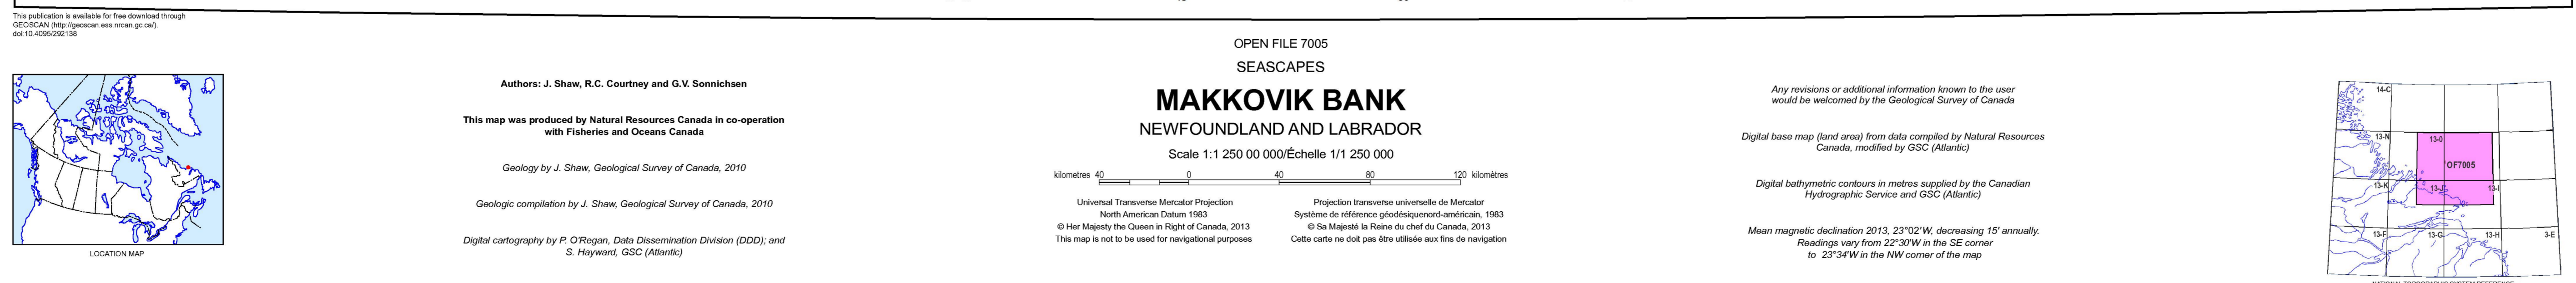 This publication is available for free download through
GEOSCAN (http://geoscan.ess.nrcan.gc.ca/).
doi:10.4095/292138
LOCATION MAP
Authors: J. Shaw, R.C. Courtney and G.V. Sonnichsen
This map was produced by Natural Resources Canada in co-operation
with Fisheries and Oceans Canada
Geology by J. Shaw, Geological Survey of Canada, 2010
Geologic compilation by J. Shaw, Geological Survey of Canada, 2010
Digital cartography by P. O'Regan, Data Dissemination Division (DDD); and
S. Hayward, GSC (Atlantic)
OPEN FILE 7005
SEASCAPES
MAKKOVIK BANK
NEWFOUNDLAND AND LABRADOR
Scale 1:1 250 00 000/Échelle 1/1 250 000
kilometres 40 0 40 80 120 kilomètres
Universal Transverse Mercator Projection
North American Datum 1983
© Her Majesty the Queen in Right of Canada, 2013
This map is not to be used for navigational purposes
Projection transverse universelle de Mercator
Système de référence géodésiquenord-américain, 1983
© Sa Majesté la Reine du chef du Canada, 2013
Cette carte ne doit pas être utilisée aux fins de navigation
Any revisions or additional information known to the user
would be welcomed by the Geological Survey of Canada
Digital base map (land area) from data compiled by Natural Resources
Canada, modified by GSC (Atlantic)
Digital bathymetric contours in metres supplied by the Canadian
Hydrographic Service and GSC (Atlantic)
Mean magnetic declination 2013, 23°02'W, decreasing 15' annually.
Readings vary from 22°30'W in the SE corner
to 23°34'W in the NW corner of the map
14-C
13-N 13-0
OF7005
13-K 13-J 13-I
13-F 13-G 13-H 3-E